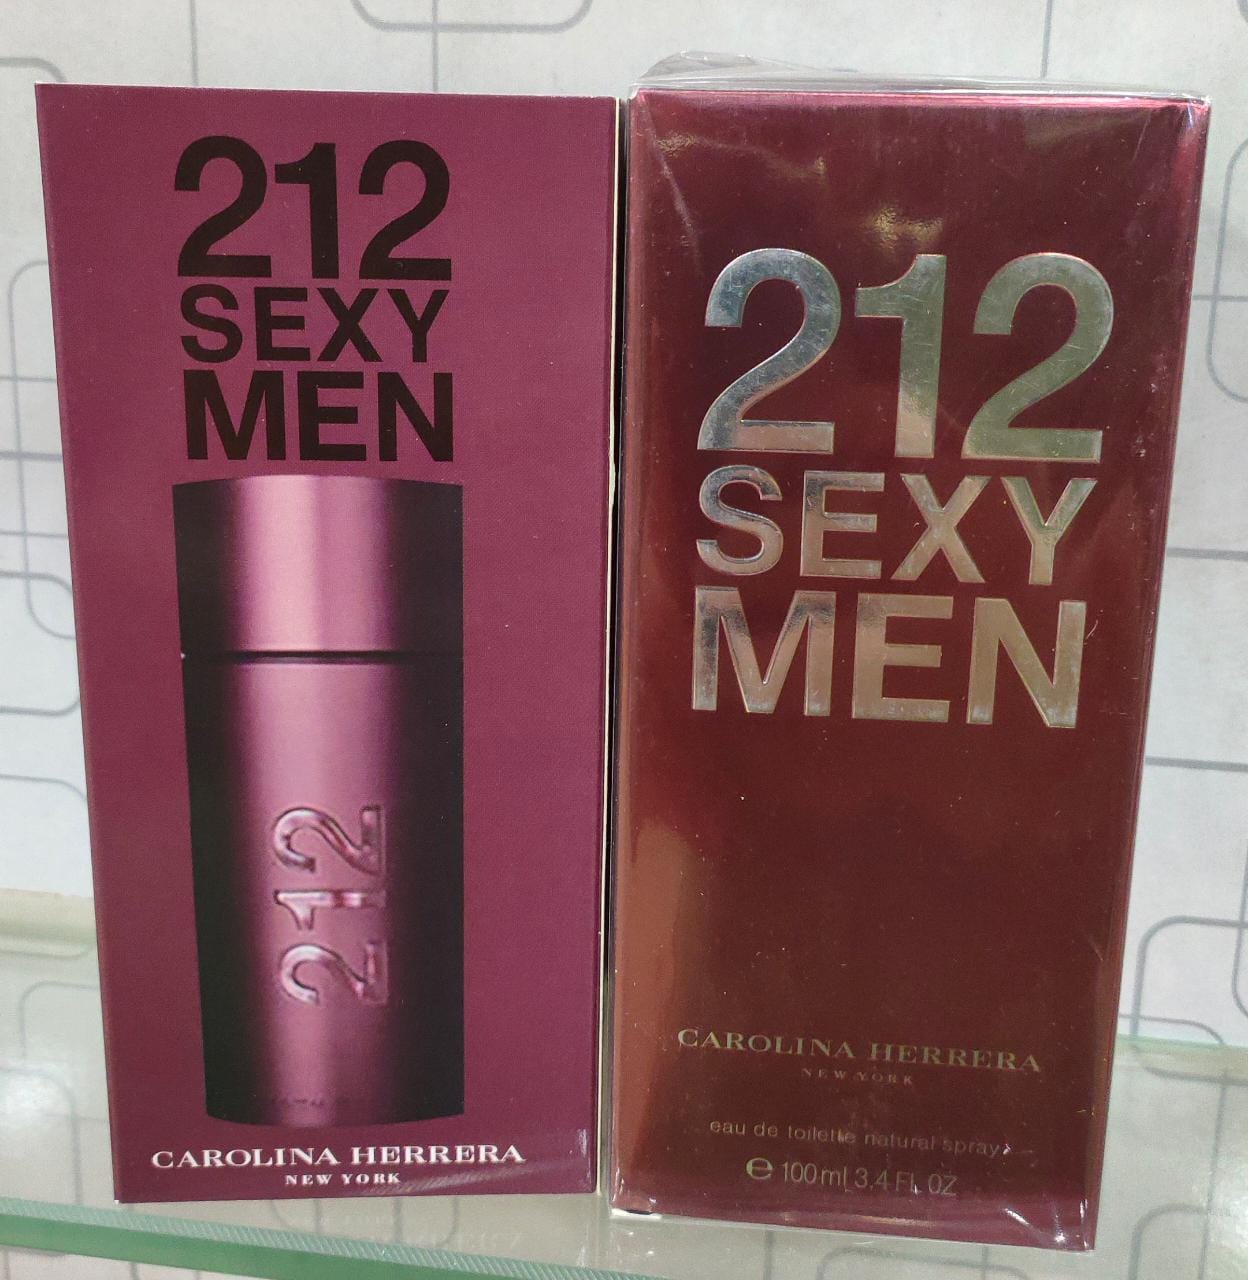 212
SEXY
MEN
212
CAROLINA HERRERA
NEW YORK
212
SEXY
MEN
CAROLINA HERRERA
NEW YORK
eau de toilette natural spray
℮ 100 ml 3.4 FL OZ